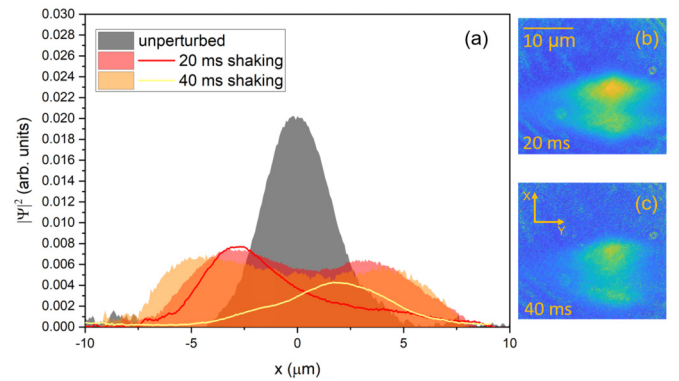 (a)
unperturbed
20 ms shaking
40 ms shaking
0.030
0.028
0.026
0.024
0.022
0.020
0.018
0.016
0.014
0.012
0.010
0.008
0.006
0.004
0.002
0.000
|Ψ|² (arb. units)
-10
-5
0
5
10
x (μm)
(b)
10 μm
20 ms
(c)
X
Y
40 ms